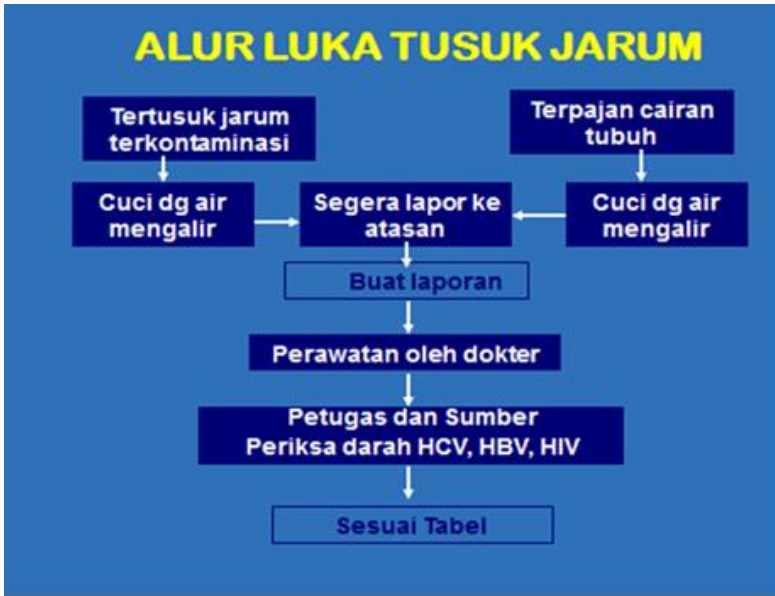 ALUR LUKA TUSUK JARUM
Tertusuk jarum
terkontaminasi
Terpajan cairan
tubuh
Cuci dg air
mengalir
Segera lapor ke
atasan
Cuci dg air
mengalir
Buat laporan
Perawatan oleh dokter
Petugas dan Sumber
Periksa darah HCV, HBV, HIV
Sesuai Tabel